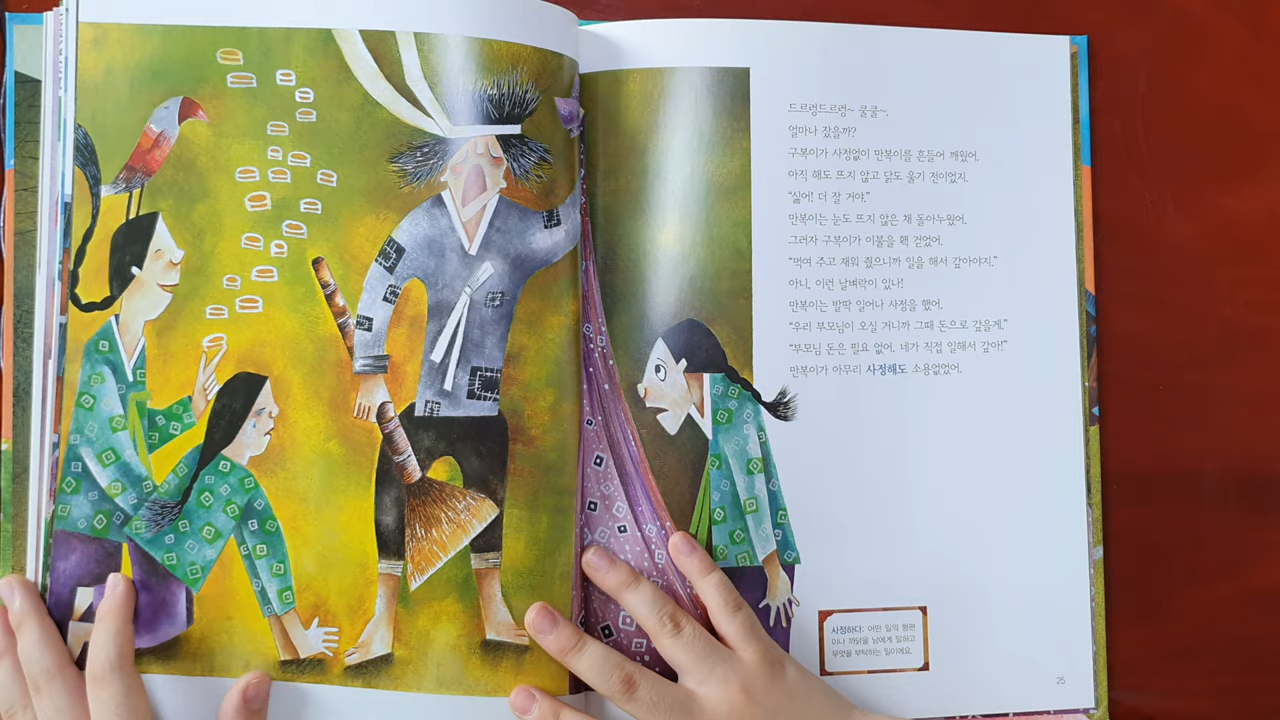 드르렁드르렁~ 쿨쿨~.
얼마나 잤을까?
구복이가 사정없이 만복이를 흔들어 깨웠어.
아직 해도 뜨지 않고 닭도 울기 전이었지.
“싫어! 더 잘 거야.”
만복이는 눈도 뜨지 않은 채 돌아누웠어.
그러자 구복이가 이불을 홱 걷었어.
“먹여 주고 재워 줬으니까 일을 해서 갚아야지.”
아니, 이런 날벼락이 있나!
만복이는 발딱 일어나 사정을 했어.
“우리 부모님이 오실 거니까 그때 돈으로 갚을게.”
“부모님 돈은 필요 없어. 네가 직접 일해서 갚아!”
만복이가 아무리 사정해도 소용없었어.
사정하다: 어떤 일의 형편
이나 까닭을 남에게 말하고
무엇을 부탁하는 일이에요.
25